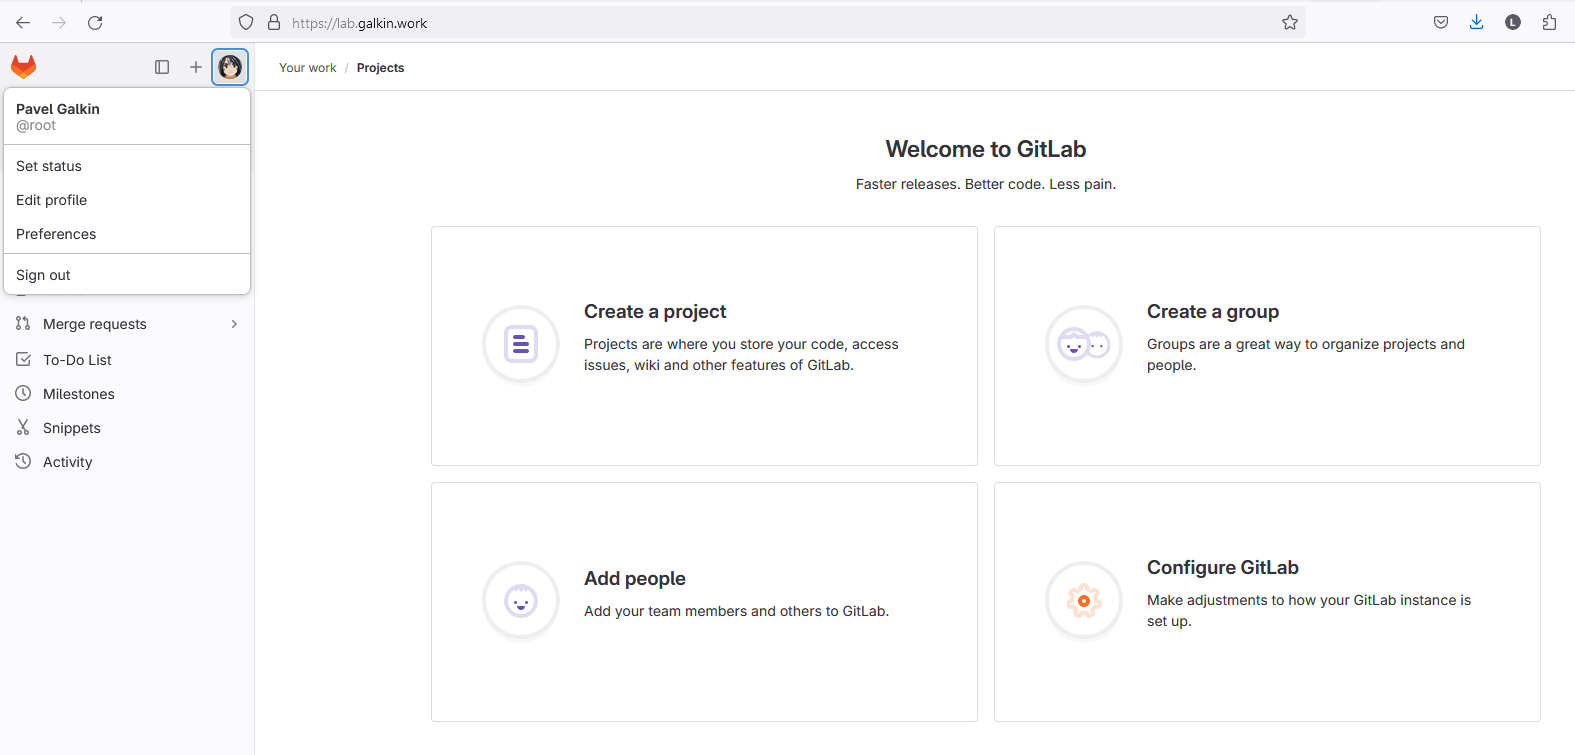 https://lab.galkin.work
L
Your work / Projects
Pavel Galkin
@root
Set status
Edit profile
Preferences
Sign out
Merge requests
To-Do List
Milestones
Snippets
Activity
Welcome to GitLab
Faster releases. Better code. Less pain.
Create a project
Projects are where you store your code, access
issues, wiki and other features of GitLab.
Create a group
Groups are a great way to organize projects and
people.
Add people
Add your team members and others to GitLab.
Configure GitLab
Make adjustments to how your GitLab instance is
set up.